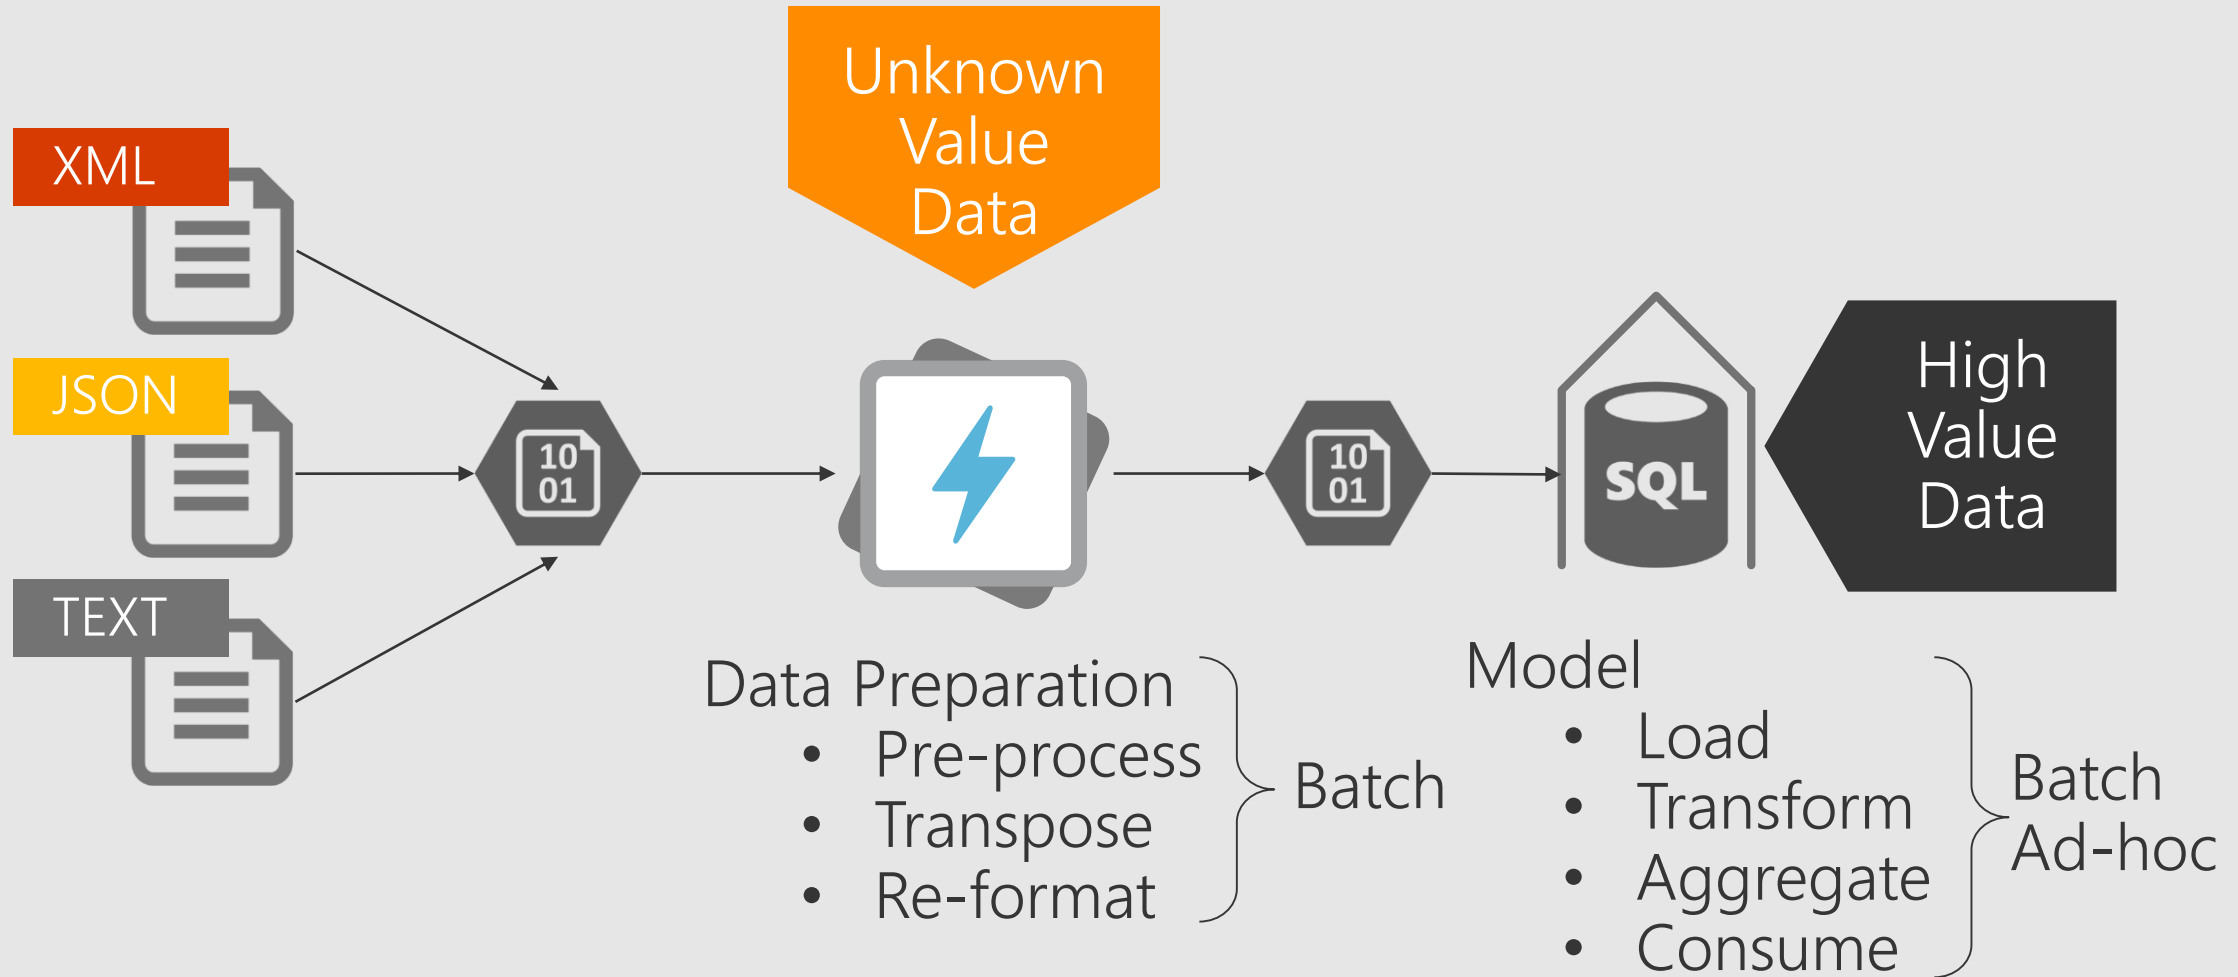 Unknown
Value
Data
XML
JSON
TEXT
10
01
10
01
SQL
High
Value
Data
Data Preparation
• Pre-process
• Transpose
• Re-format
Batch
Model
• Load
• Transform
• Aggregate
• Consume
Batch
Ad-hoc